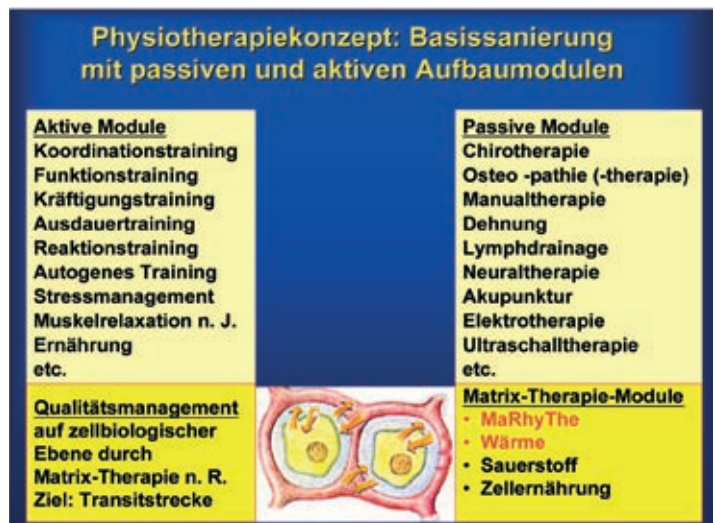 Physiotherapiekonzept: Basissanierung
mit passiven und aktiven Aufbaumodulen
Aktive Module
Koordinationstraining
Funktionstraining
Kräftigungstraining
Ausdauertraining
Reaktionstraining
Autogenes Training
Stressmanagement
Muskelrelaxation n. J.
Ernährung
etc.
Passive Module
Chirotherapie
Osteo -pathie (-therapie)
Manualtherapie
Dehnung
Lymphdrainage
Neuraltherapie
Akupunktur
Elektrotherapie
Ultraschalltherapie
etc.
Qualitätsmanagement
auf zellbiologischer
Ebene durch
Matrix-Therapie n. R.
Ziel: Transitstrecke
Matrix-Therapie-Module
• MaRhyThe
• Wärme
• Sauerstoff
• Zellernährung